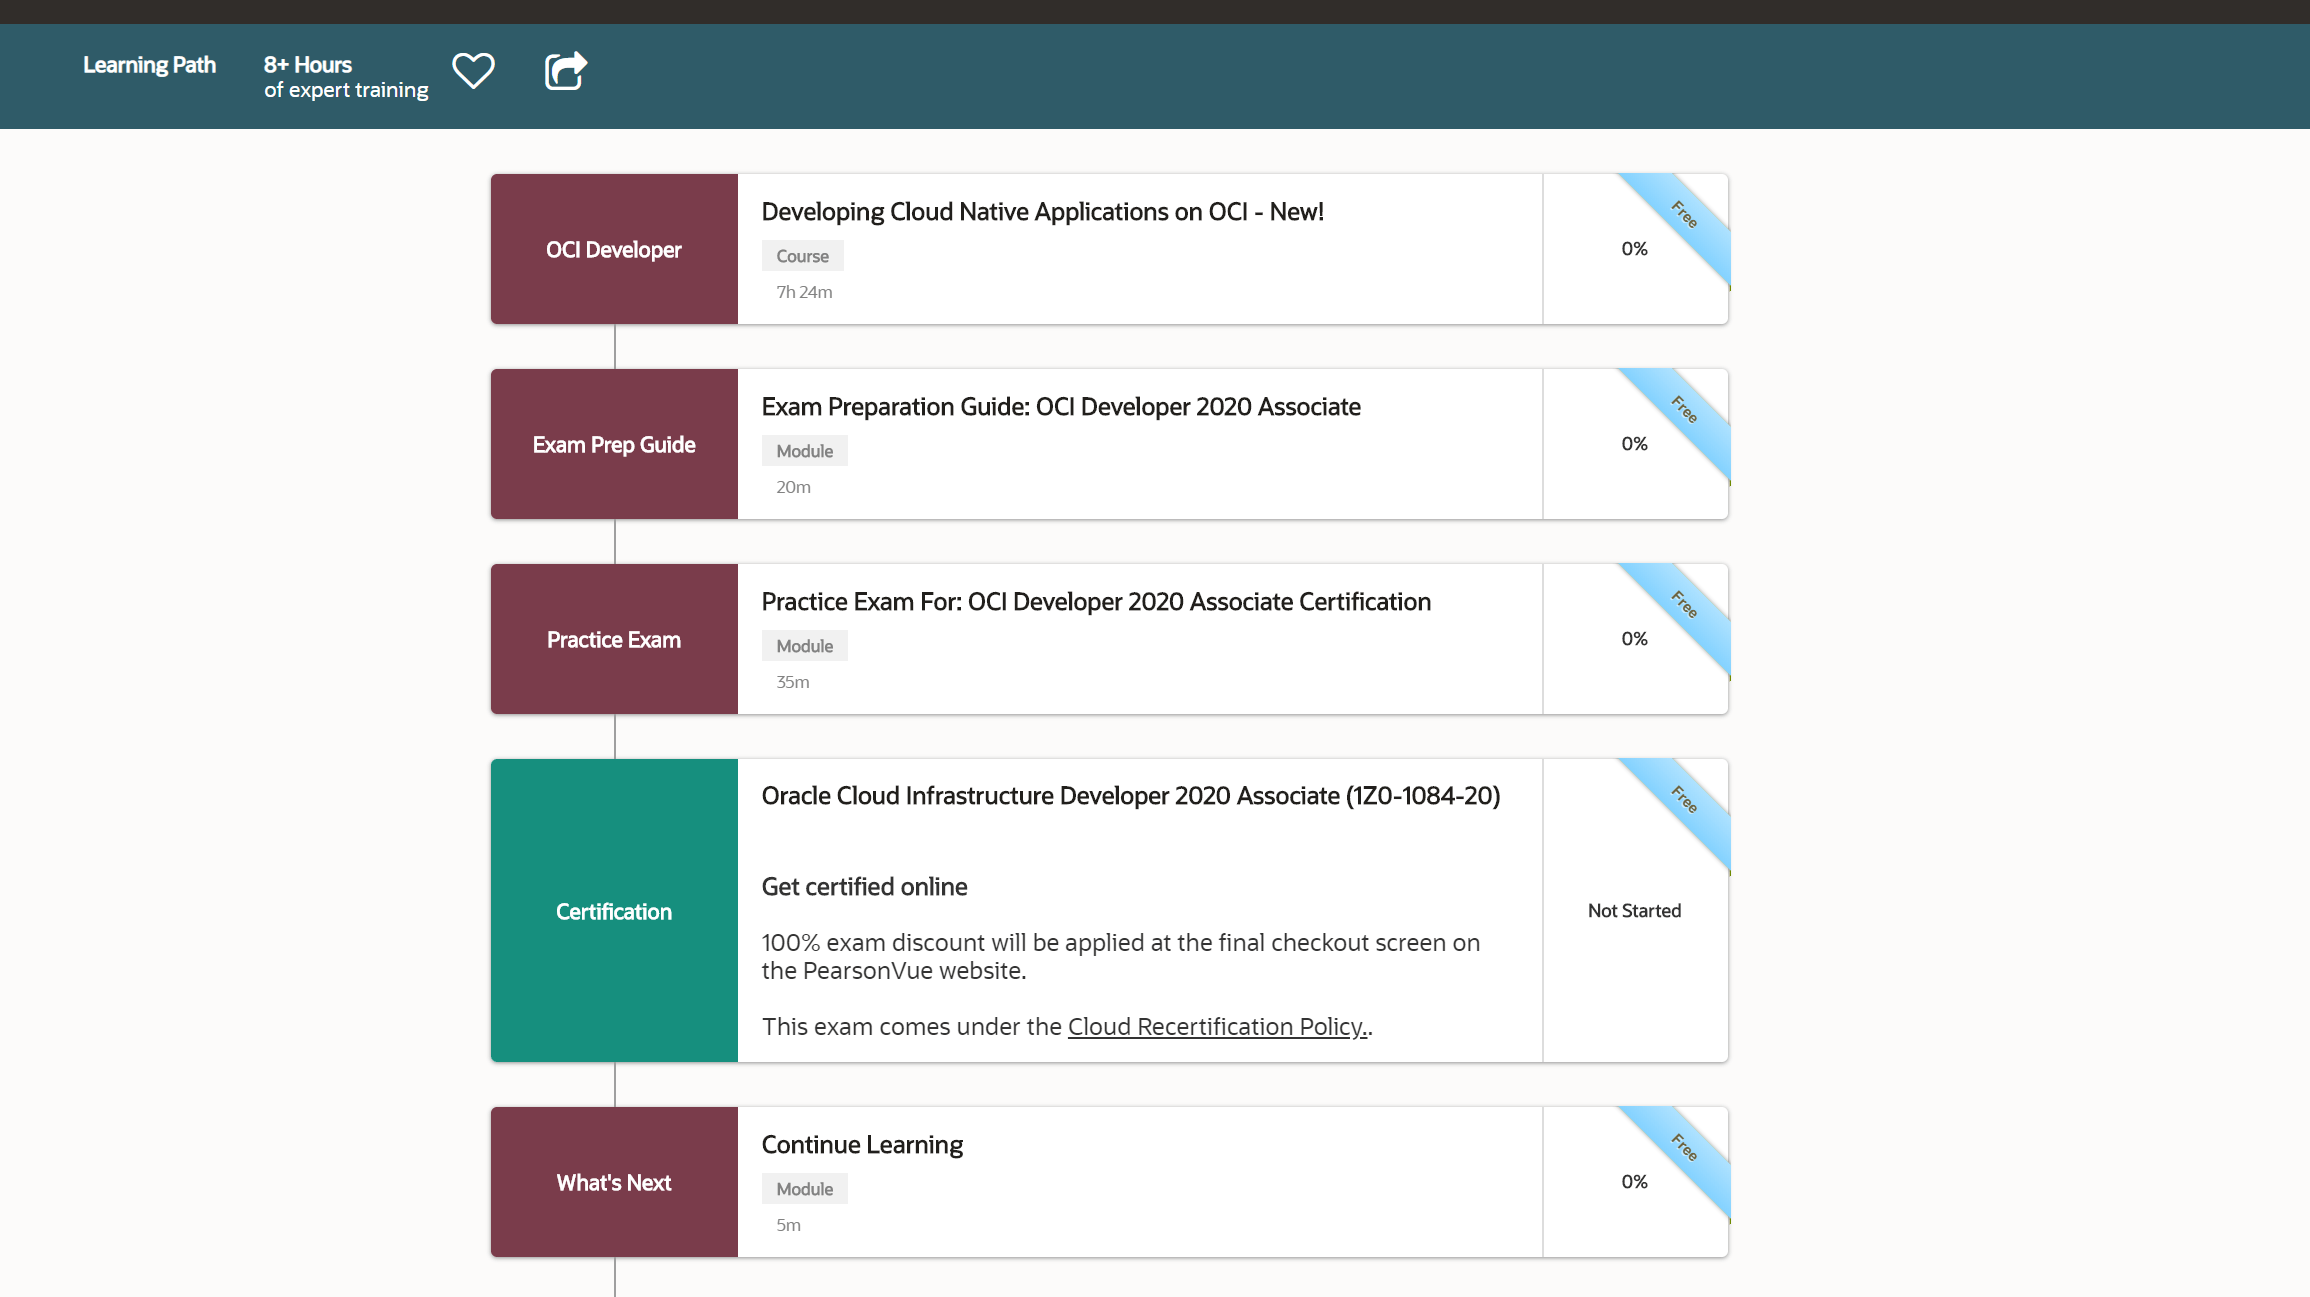 Learning Path
8+ Hours
of expert training
OCI Developer
Developing Cloud Native Applications on OCI - New!
Course
7h 24m
0%
Free
Exam Prep Guide
Exam Preparation Guide: OCI Developer 2020 Associate
Module
20m
0%
Free
Practice Exam
Practice Exam For: OCI Developer 2020 Associate Certification
Module
35m
0%
Free
Certification
Oracle Cloud Infrastructure Developer 2020 Associate (1Z0-1084-20)
Get certified online
100% exam discount will be applied at the final checkout screen on
the PearsonVue website.
This exam comes under the Cloud Recertification Policy..
Not Started
Free
What's Next
Continue Learning
Module
5m
0%
Free